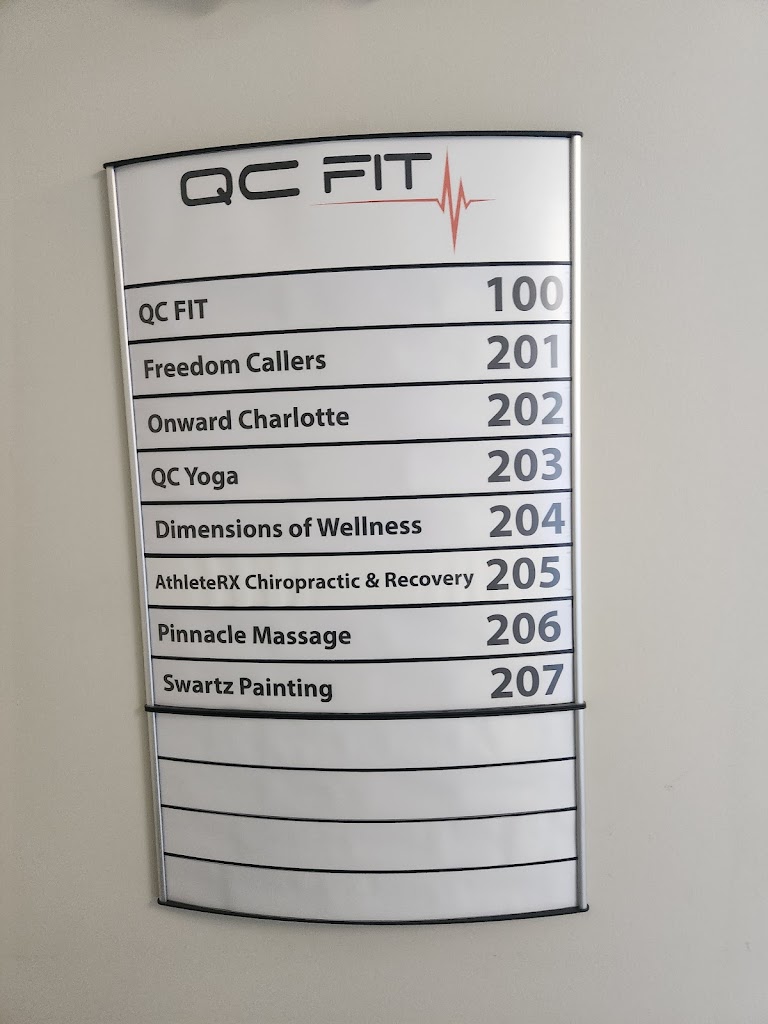 QC FIT
QC FIT 100
Freedom Callers 201
Onward Charlotte 202
QC Yoga 203
Dimensions of Wellness 204
AthleteRX Chiropractic & Recovery 205
Pinnacle Massage 206
Swartz Painting 207